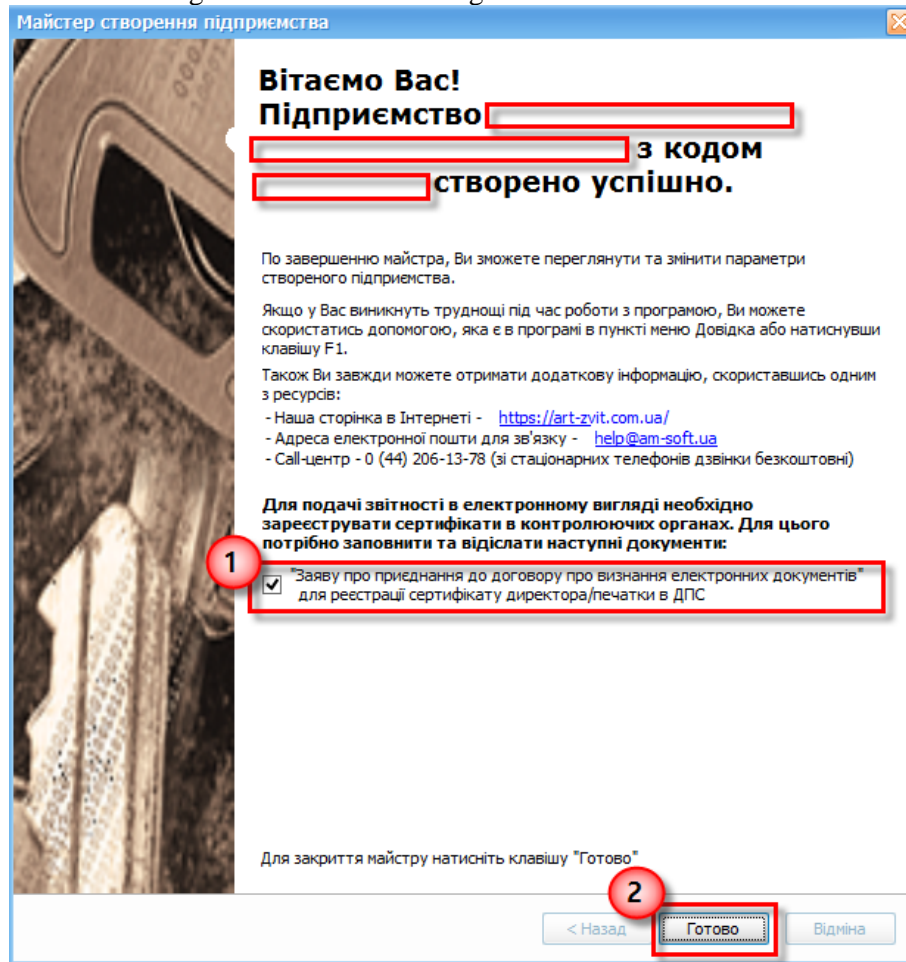 Майстер створення підприємства
Вітаємо Вас!
Підприємство
з кодом
створено успішно.
По завершенню майстра, Ви зможете переглянути та змінити параметри
створеного підприємства.
Якщо у Вас виникнуть труднощі під час роботи з програмою, Ви можете
скористатись допомогою, яка є в програмі в пункті меню Довідка або натиснувши
клавішу F1.
Також Ви завжди можете отримати додаткову інформацію, скориставшись одним
з ресурсів:
- Наша сторінка в Інтернеті - https://art-zvit.com.ua/
- Адреса електронної пошти для зв'язку - help@am-soft.ua
- Call-центр - 0 (44) 206-13-78 (зі стаціонарних телефонів дзвінки безкоштовні)
Для подачі звітності в електронному вигляді необхідно
зареєструвати сертифікати в контролюючих органах. Для цього
потрібно заповнити та відіслати наступні документи:
1
"Заяву про приєднання до договору про визнання електронних документів"
для реєстрації сертифікату директора/печатки в ДПС
Для закриття майстру натисніть клавішу "Готово"
2
< Назад Готово Відміна